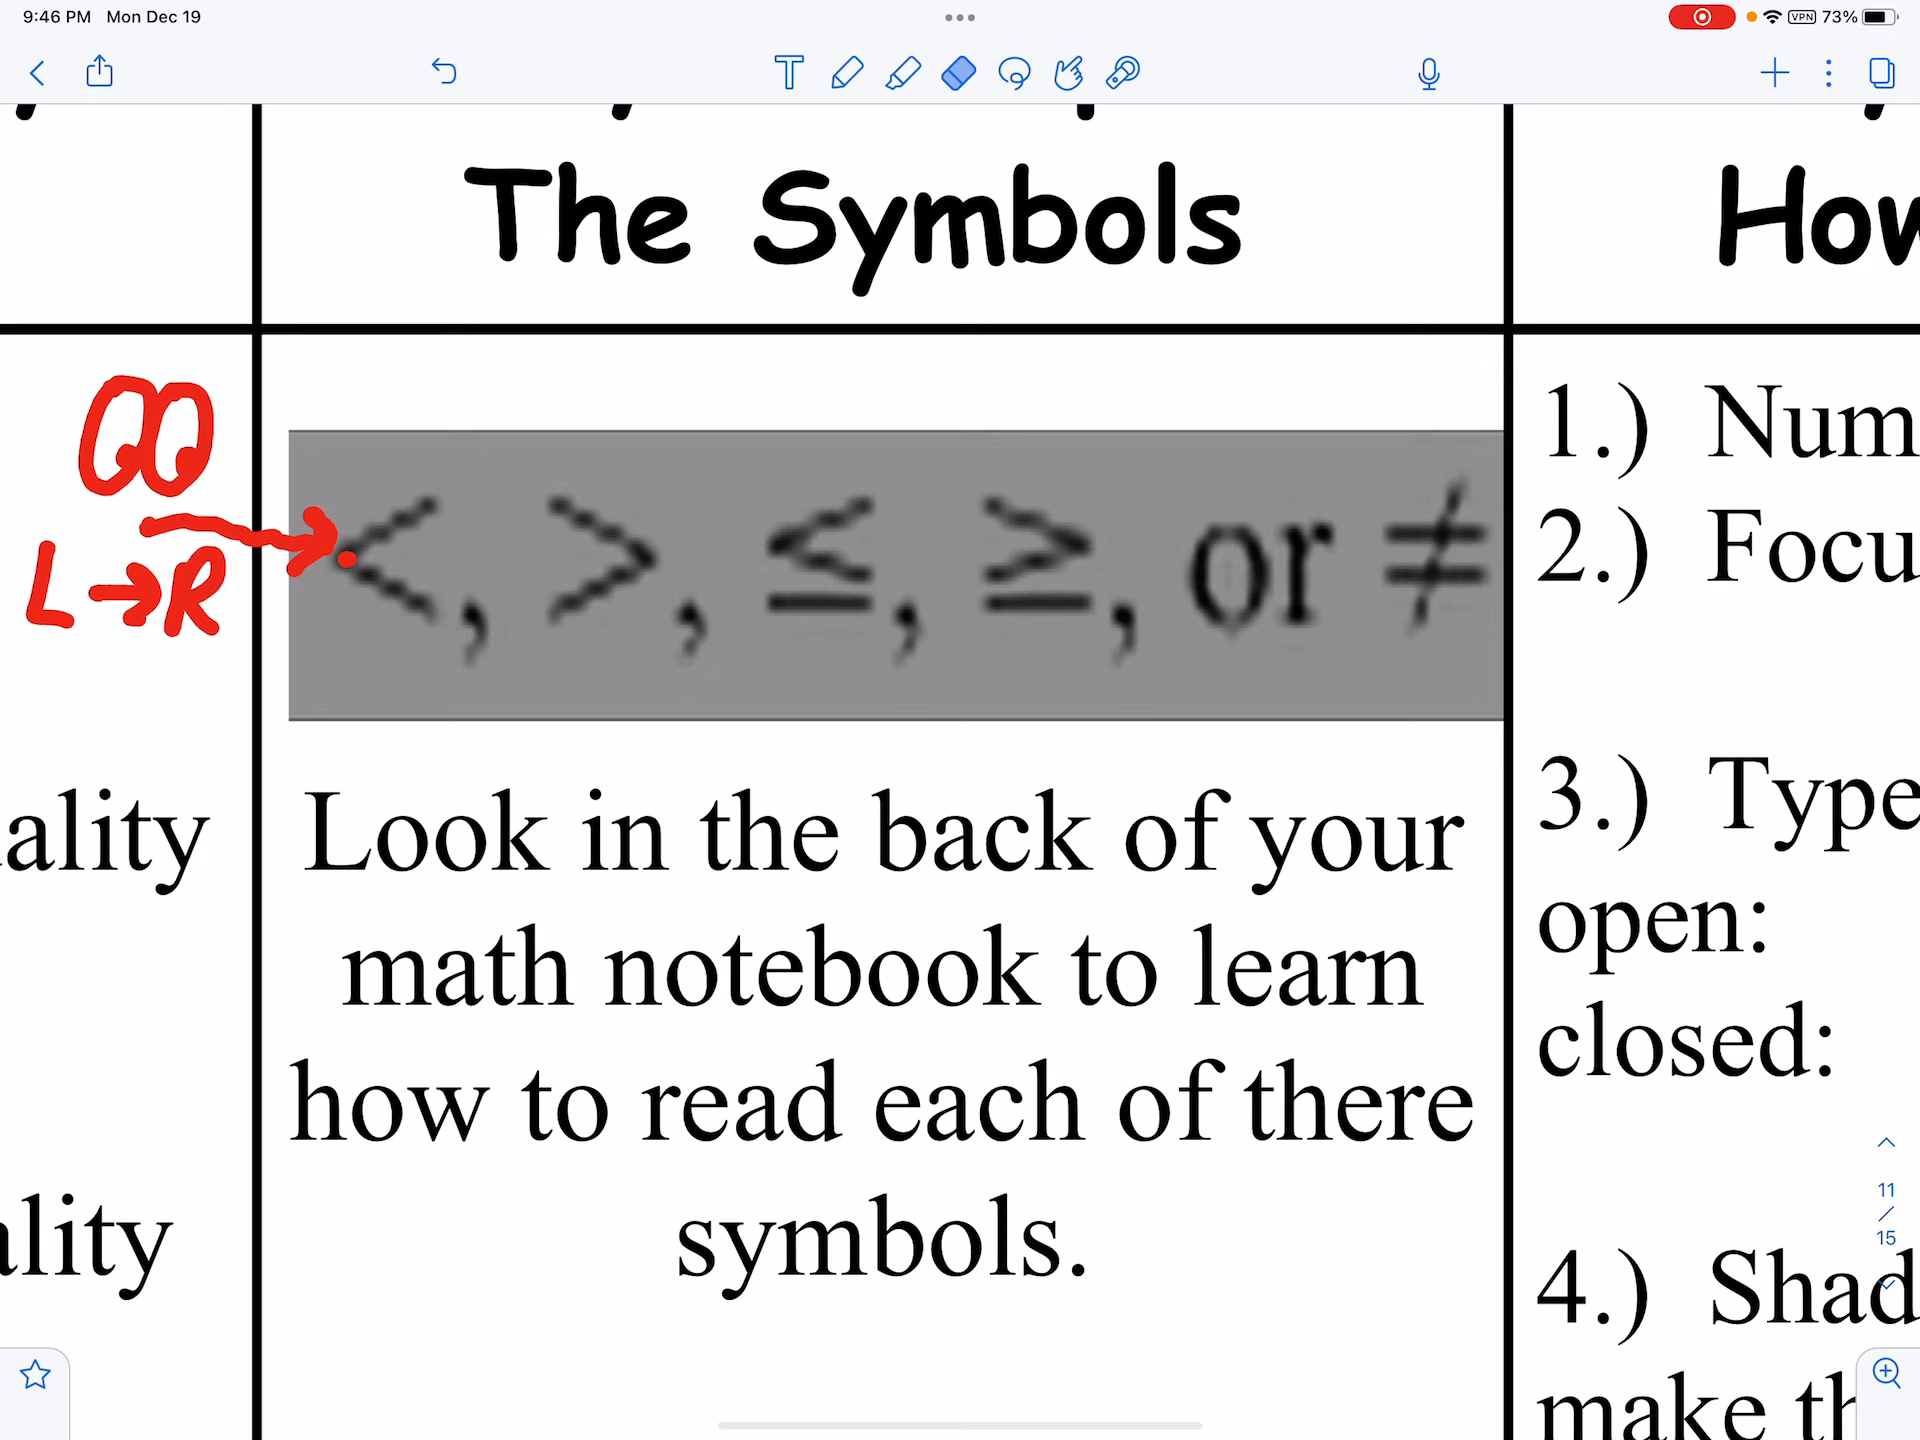 9:46 PM Mon Dec 19
VPN 73%
The Symbols
L→R
<, >, ≤, ≥, or ≠
ality
Look in the back of your
math notebook to learn
how to read each of there
symbols.
ality
How
1.) Num
2.) Focu
3.) Type
open:
closed:
4.) Shad
make th
11
/
15